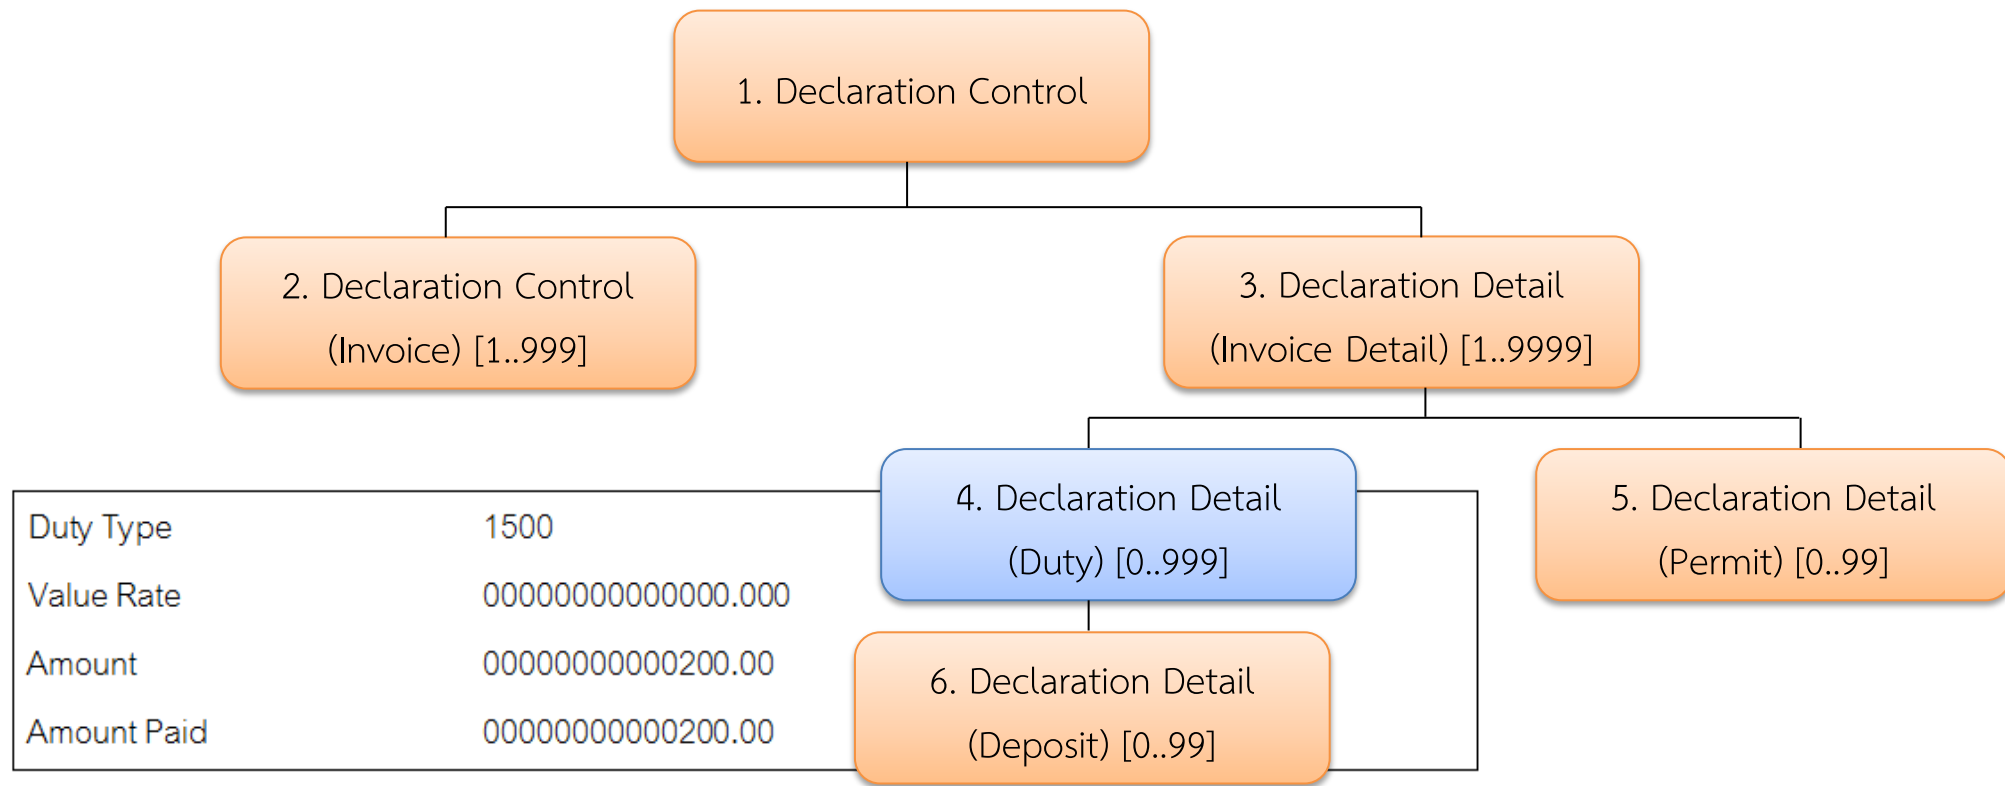 1. Declaration Control
2. Declaration Control
(Invoice) [1..999]
3. Declaration Detail
(Invoice Detail) [1..9999]
4. Declaration Detail
(Duty) [0..999]
5. Declaration Detail
(Permit) [0..99]
6. Declaration Detail
(Deposit) [0..99]
Duty Type 1500
Value Rate 00000000000000.000
Amount 00000000000200.00
Amount Paid 00000000000200.00